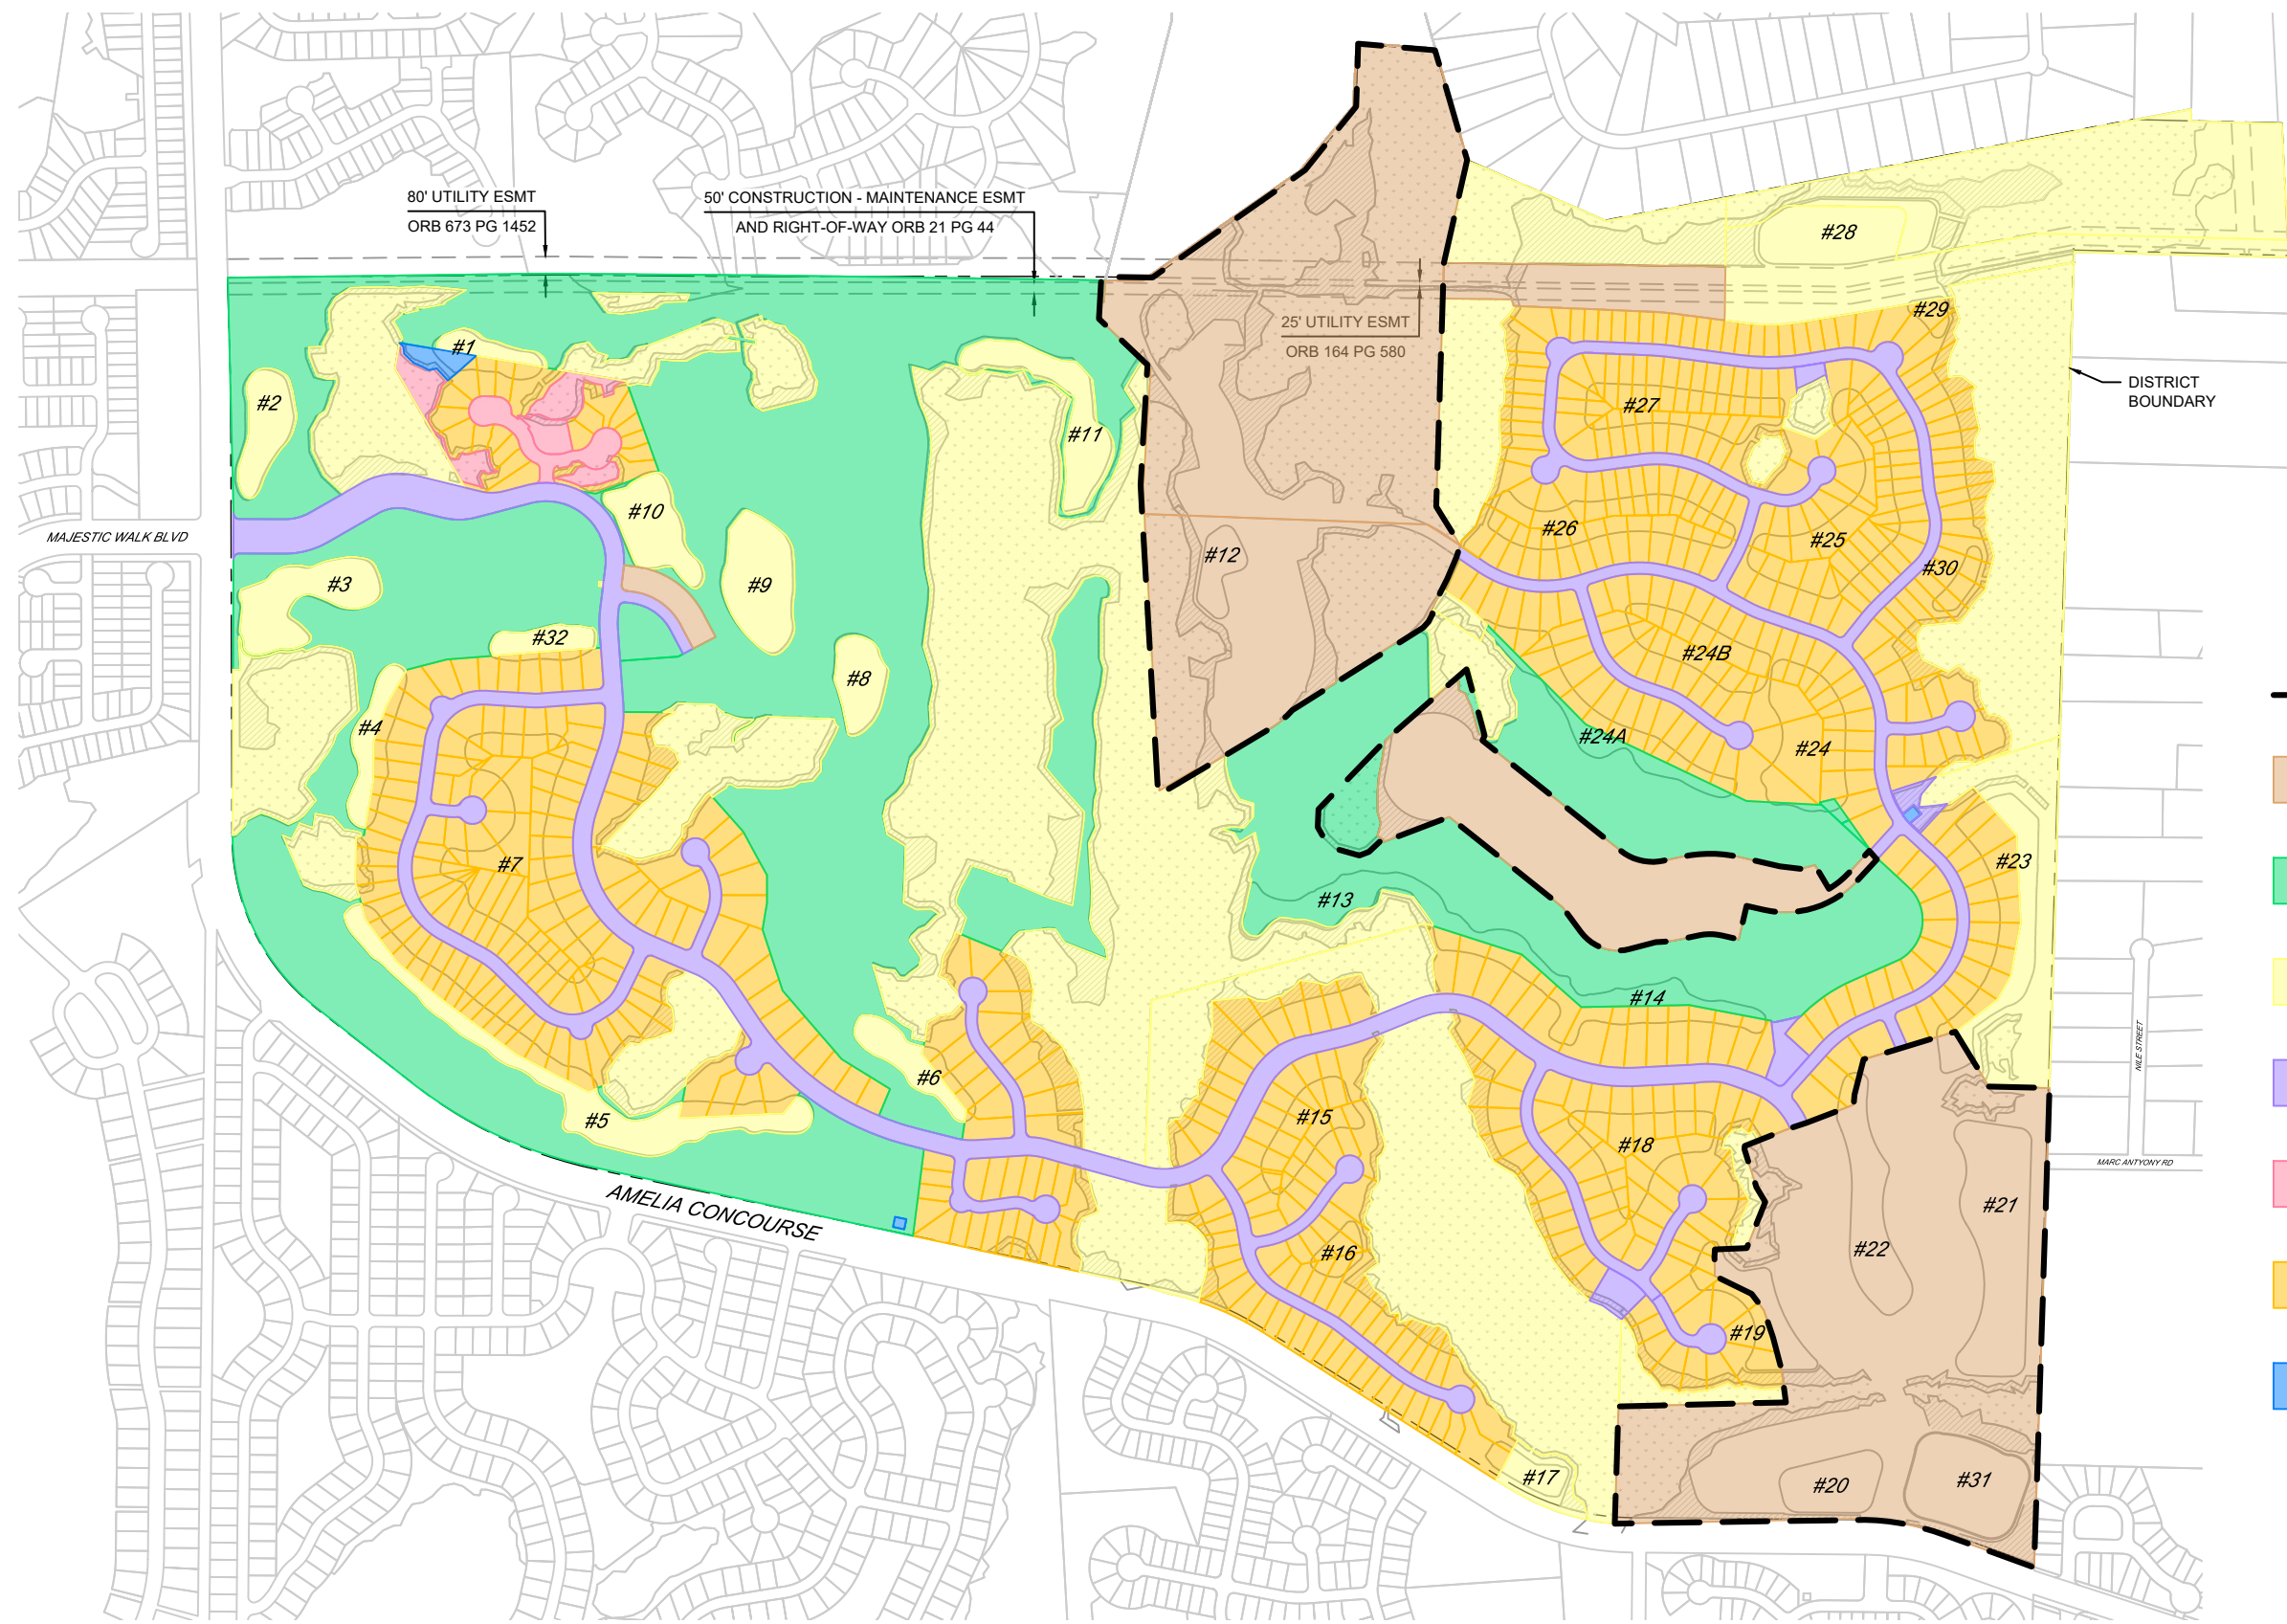 80' UTILITY ESMT
ORB 673 PG 1452
50' CONSTRUCTION - MAINTENANCE ESMT
AND RIGHT-OF-WAY ORB 21 PG 44
#28
25' UTILITY ESMT
ORB 164 PG 580
#29
#1
#2
DISTRICT
BOUNDARY
#27
#11
#10
MAJESTIC WALK BLVD
#26
#25
#12
#30
#3
#9
#32
#24B
#8
#4
#24A
#24
#7
#23
#13
#14
NILE STREET
#6
#5
#15
#18
MARC ANTYONY RD
AMELIA CONCOURSE
#21
#22
#16
#19
#17
#20
#31